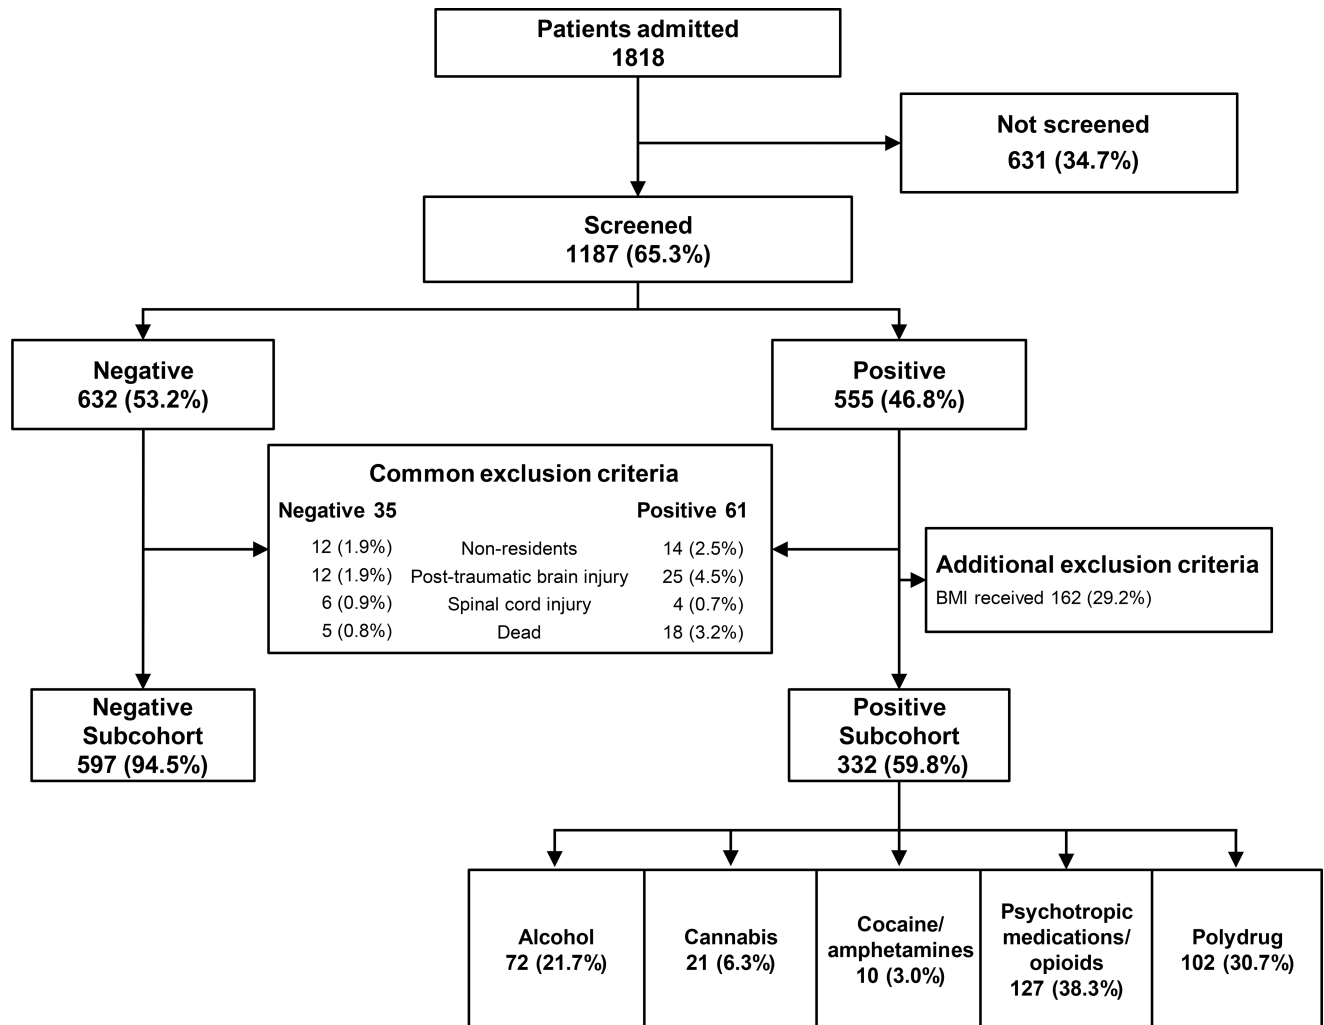 Patients admitted
1818
Not screened
631 (34.7%)
Screened
1187 (65.3%)
Negative
632 (53.2%)
Positive
555 (46.8%)
Common exclusion criteria
Negative 35 Positive 61
12 (1.9%) Non-residents 14 (2.5%)
12 (1.9%) Post-traumatic brain injury 25 (4.5%)
6 (0.9%) Spinal cord injury 4 (0.7%)
5 (0.8%) Dead 18 (3.2%)
Additional exclusion criteria
BMI received 162 (29.2%)
Negative
Subcohort
597 (94.5%)
Positive
Subcohort
332 (59.8%)
Alcohol
72 (21.7%)
Cannabis
21 (6.3%)
Cocaine/
amphetamines
10 (3.0%)
Psychotropic
medications/
opioids
127 (38.3%)
Polydrug
102 (30.7%)